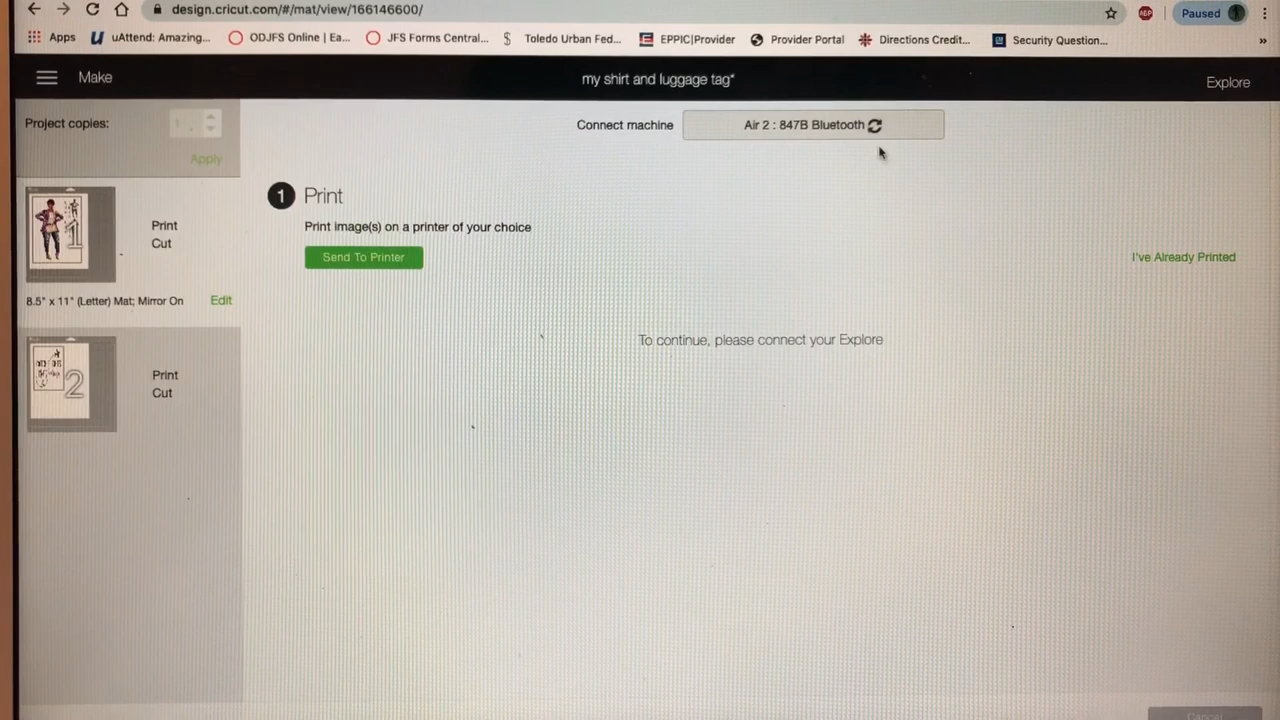 design.cricut.com/#/mat/view/166146600/
ABP
Paused
Apps
uAttend: Amazing...
ODJFS Online | Ea...
JFS Forms Central...
Toledo Urban Fed...
EPPIC|Provider
Provider Portal
Directions Credit...
Security Question...
»
Make
my shirt and luggage tag*
Explore
Project copies:
Connect machine
Air 2 : 847B Bluetooth
Apply
1 Print
Print image(s) on a printer of your choice
Send To Printer
I've Already Printed
1
Print
Cut
8.5" x 11" (Letter) Mat; Mirror On
Edit
To continue, please connect your Explore
2
Print
Cut
Cancel